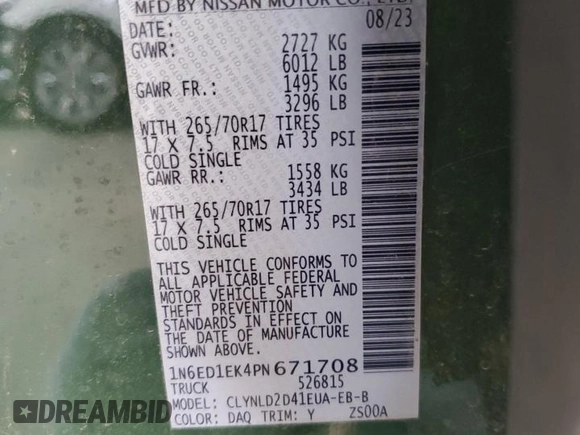 MFD BY NISSAN MOTOR CO., LTD.
DATE: 08/23
GVWR: 2727 KG
6012 LB
GAWR FR.: 1495 KG
3296 LB
WITH 265/70R17 TIRES
17 X 7.5 RIMS AT 35 PSI
COLD SINGLE
GAWR RR.: 1558 KG
3434 LB
WITH 265/70R17 TIRES
17 X 7.5 RIMS AT 35 PSI
COLD SINGLE
THIS VEHICLE CONFORMS TO
ALL APPLICABLE FEDERAL
MOTOR VEHICLE SAFETY AND
THEFT PREVENTION
STANDARDS IN EFFECT ON
THE DATE OF MANUFACTURE
SHOWN ABOVE.
1N6ED1EK4PN671708
TRUCK 526815
MODEL: CLYNLD2D41EUA-EB-B
COLOR: DAQ TRIM: Y ZS00A
DEALERS AUCTION HISTORY